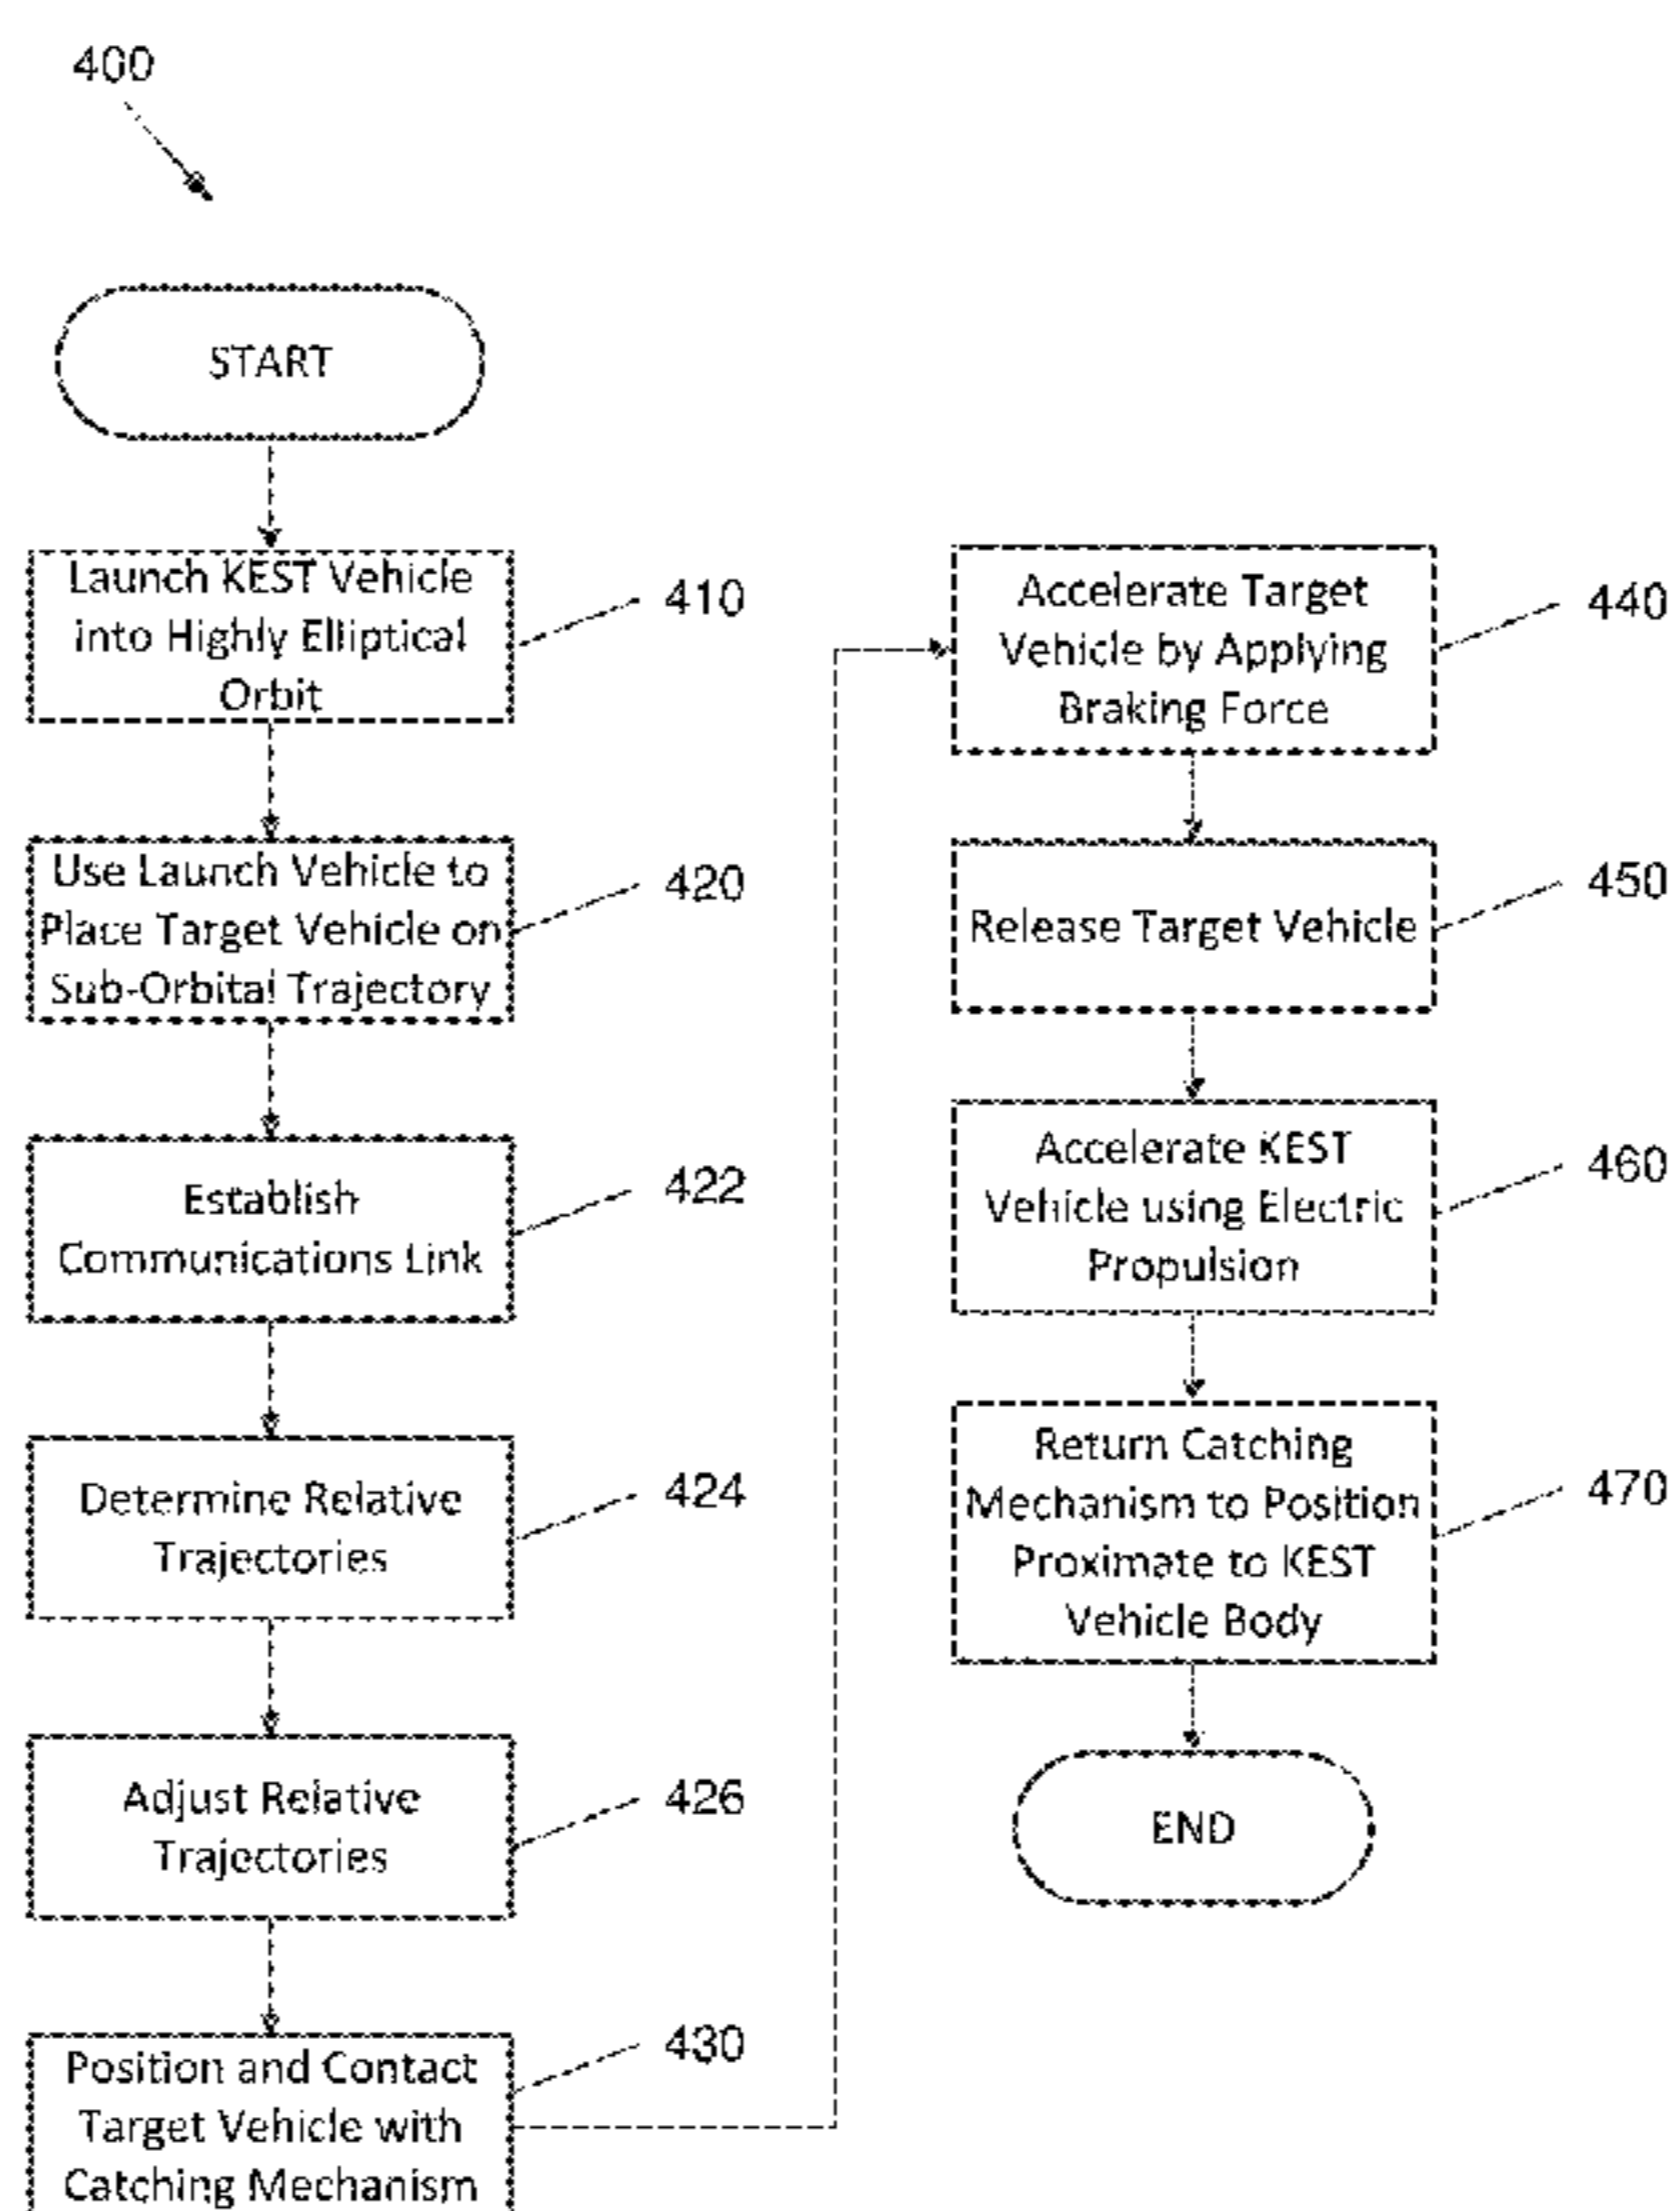 400
START
Launch KEST Vehicle
into Highly Elliptical
Orbit
410
Use Launch Vehicle to
Place Target Vehicle on
Sub-Orbital Trajectory
420
Establish
Communications Link
422
Determine Relative
Trajectories
424
Adjust Relative
Trajectories
426
Position and Contact
Target Vehicle with
Catching Mechanism
430
Accelerate Target
Vehicle by Applying
Braking Force
440
Release Target Vehicle
450
Accelerate KEST
Vehicle using Electric
Propulsion
460
Return Catching
Mechanism to Position
Proximate to KEST
Vehicle Body
470
END